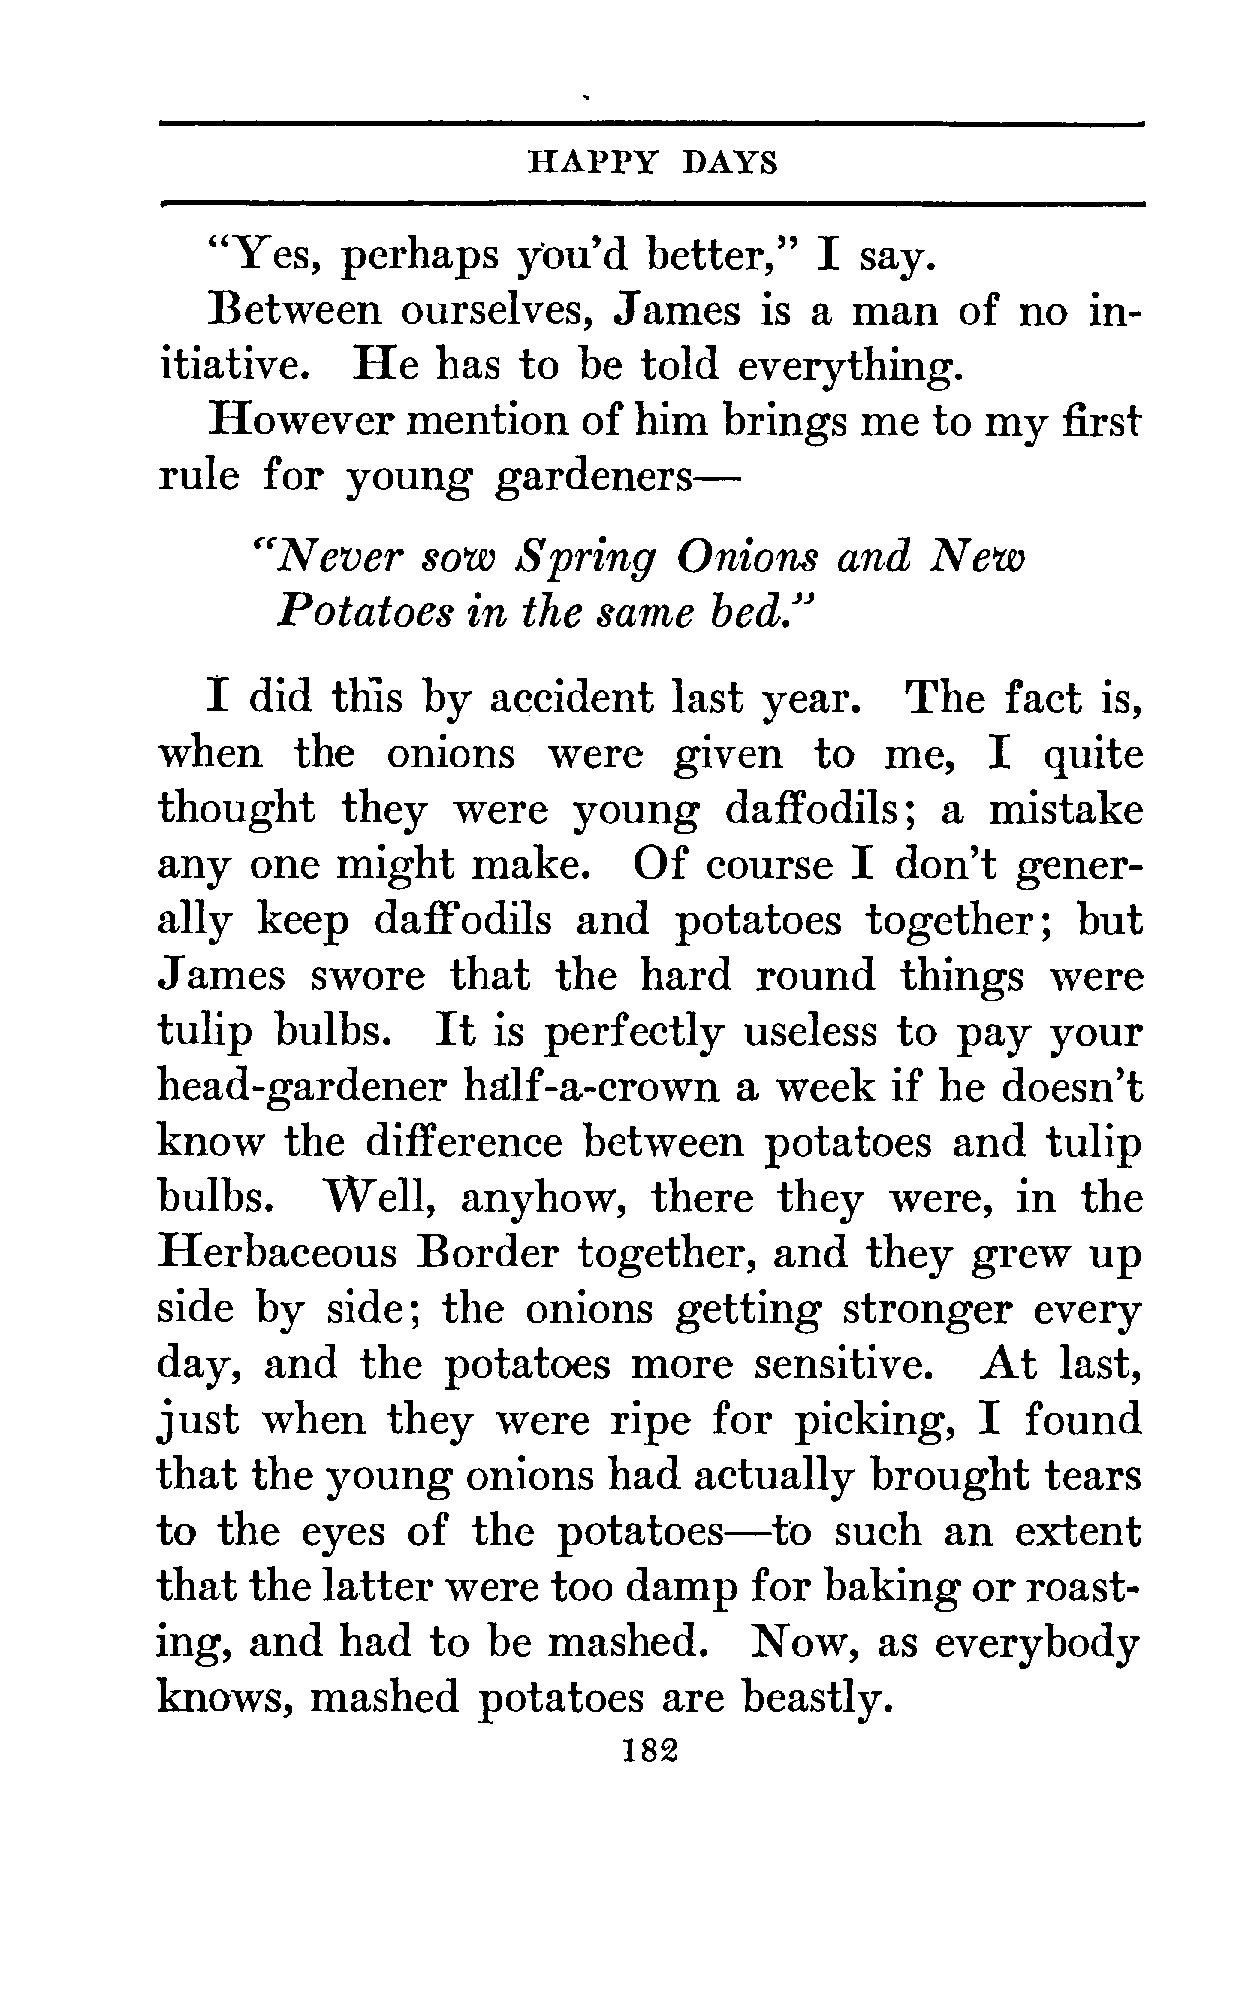 HAPPY DAYS
“Yes, perhaps you'd better,” I say.
Between ourselves, James is a man of no in-
itiative. He has to be told everything.
However mention of him brings me to my first
rule for young gardeners—
“Never sow Spring Onions and New
Potatoes in the same bed.”
I did this by accident last year. The fact is,
when the onions were given to me, I quite
thought they were young daffodils; a mistake
any one might make. Of course I don't gener-
ally keep daffodils and potatoes together; but
James swore that the hard round things were
tulip bulbs. It is perfectly useless to pay your
head-gardener half-a-crown a week if he doesn't
know the difference between potatoes and tulip
bulbs. Well, anyhow, there they were, in the
Herbaceous Border together, and they grew up
side by side; the onions getting stronger every
day, and the potatoes more sensitive. At last,
just when they were ripe for picking, I found
that the young onions had actually brought tears
to the eyes of the potatoes—to such an extent
that the latter were too damp for baking or roast-
ing, and had to be mashed. Now, as everybody
knows, mashed potatoes are beastly.
182